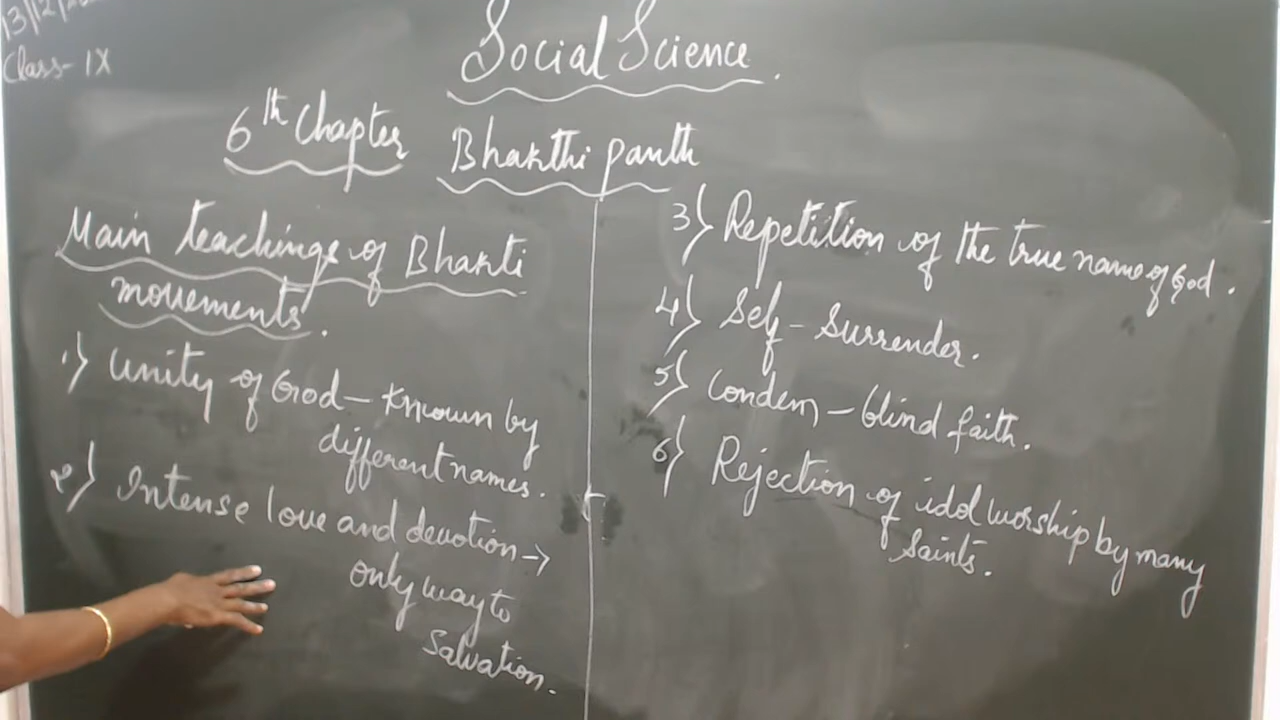 13/12/
Class-IX
Social Science.
6th Chapter Bhakthi panth
Main teachings of Bhakti
movements.
1) Unity of God - Known by
different names.
2) Intense love and devotion →
only way to
Salvation.
3) Repetition of the true name of God.
4) Self - Surrender.
5) Condem - blind faith.
6) Rejection of idol worship by many
Saints.